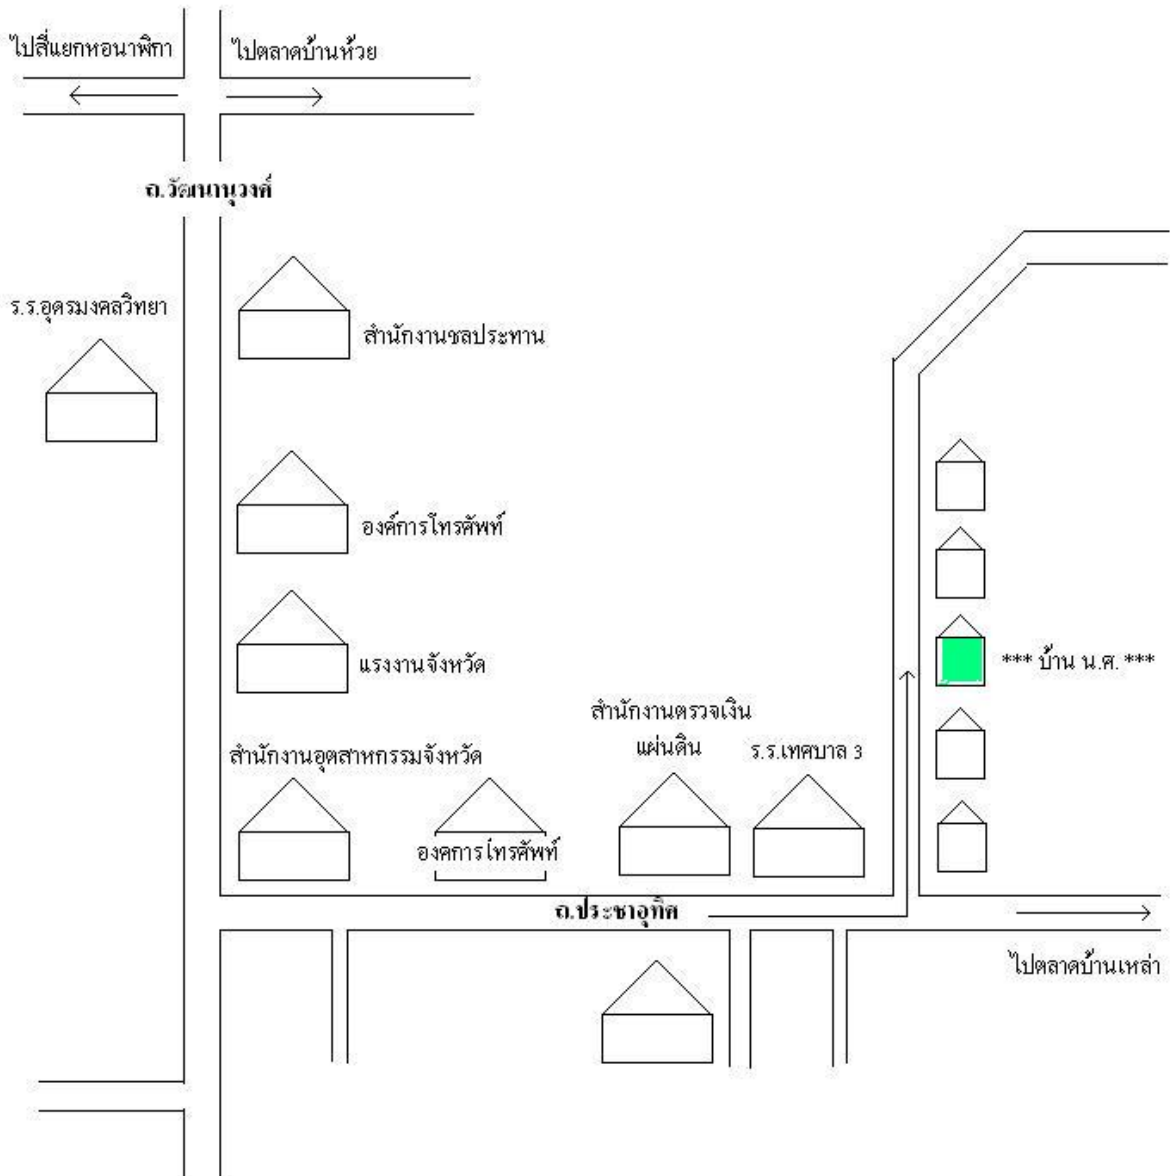 ไปสี่แยกหอนาฬิกา
ไปตลาดบ้านห้วย
ถ.วัฒนานุวงศ์
ร.ร.อุดรมงคลวิทยา
สำนักงานชลประทาน
องค์การโทรศัพท์
แรงงานจังหวัด
*** บ้าน น.ศ. ***
สำนักงานตรวจเงิน
แผ่นดิน
ร.ร.เทศบาล 3
สำนักงานอุตสาหกรรมจังหวัด
องคการโทรศัพท์
ถ.ประชาอุทิศ
ไปตลาดบ้านเหล่า